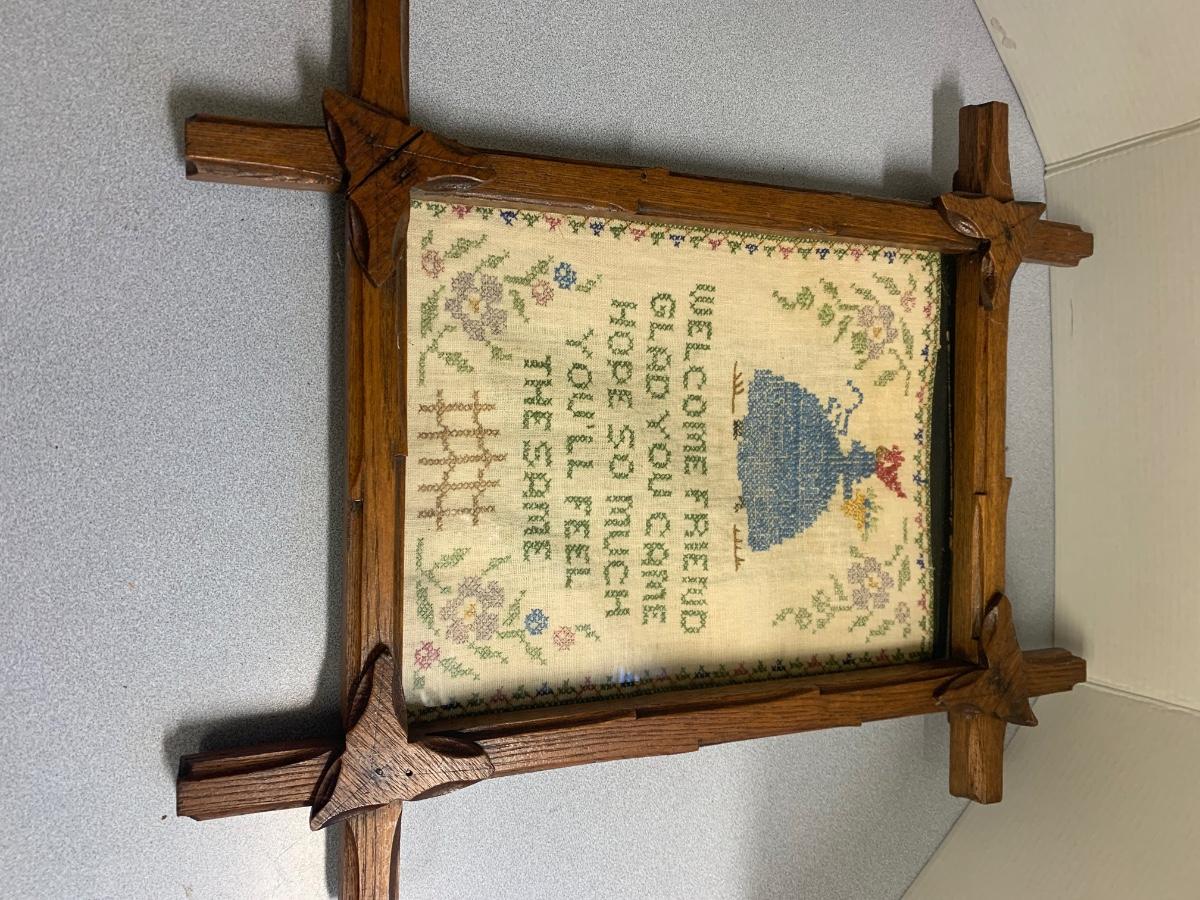 WELCOME FRIEND
GLAD YOU CAME
HOPE SO MUCH
YOU'LL FEEL
THE SAME